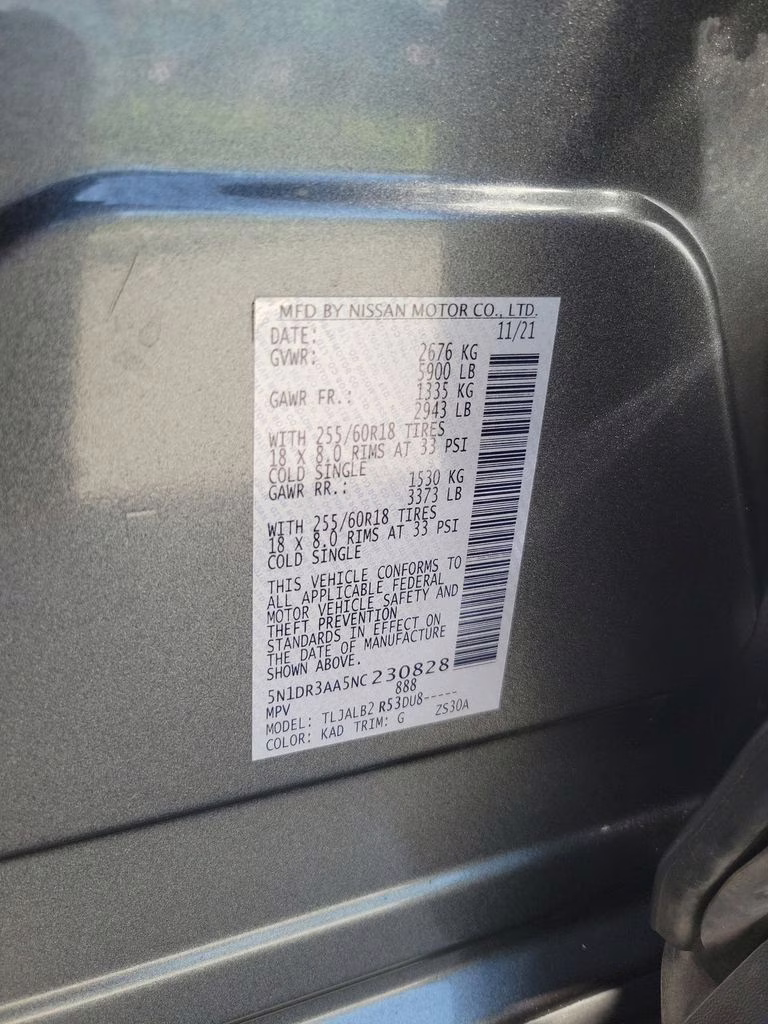 MFD BY NISSAN MOTOR CO., LTD.
DATE: 11/21
GVWR: 2676 KG
5900 LB
GAWR FR.: 1335 KG
2943 LB
WITH 255/60R18 TIRES
18 X 8.0 RIMS AT 33 PSI
COLD SINGLE
GAWR RR.: 1530 KG
3373 LB
WITH 255/60R18 TIRES
18 X 8.0 RIMS AT 33 PSI
COLD SINGLE
THIS VEHICLE CONFORMS TO
ALL APPLICABLE FEDERAL
MOTOR VEHICLE SAFETY AND
THEFT PREVENTION
STANDARDS IN EFFECT ON
THE DATE OF MANUFACTURE
SHOWN ABOVE.
5N1DR3AA5NC230828
MPV 888
MODEL: TLJALB2 R53DU8-----
COLOR: KAD TRIM: G ZS30A